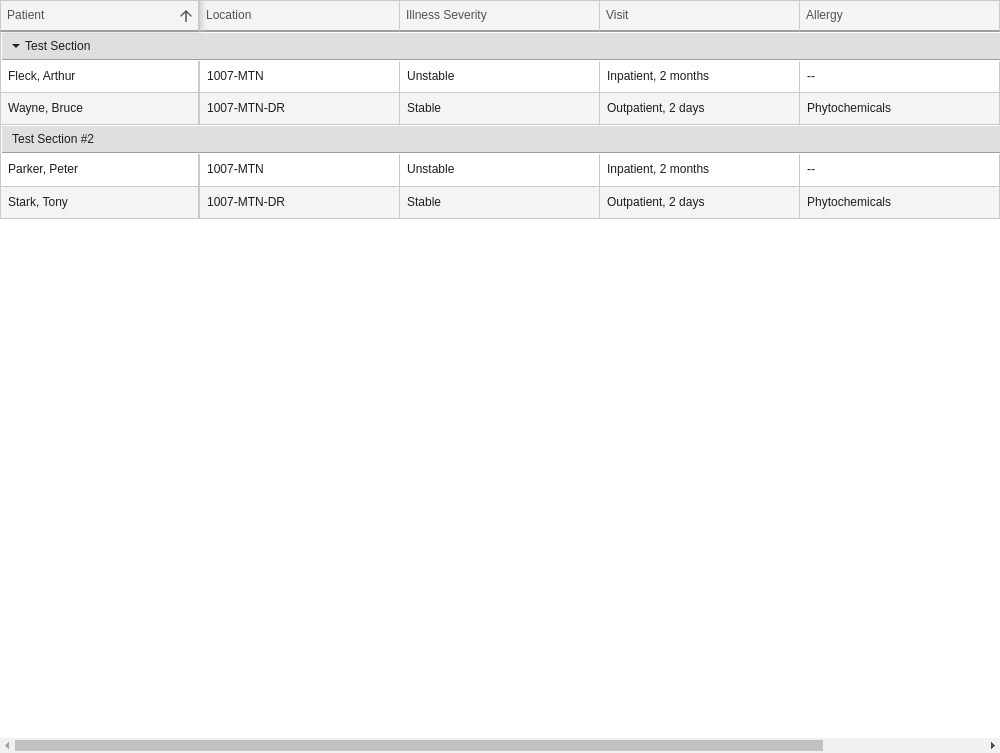 Patient Location Illness Severity Visit Allergy
Test Section
Fleck, Arthur 1007-MTN Unstable Inpatient, 2 months --
Wayne, Bruce 1007-MTN-DR Stable Outpatient, 2 days Phytochemicals
Test Section #2
Parker, Peter 1007-MTN Unstable Inpatient, 2 months --
Stark, Tony 1007-MTN-DR Stable Outpatient, 2 days Phytochemicals